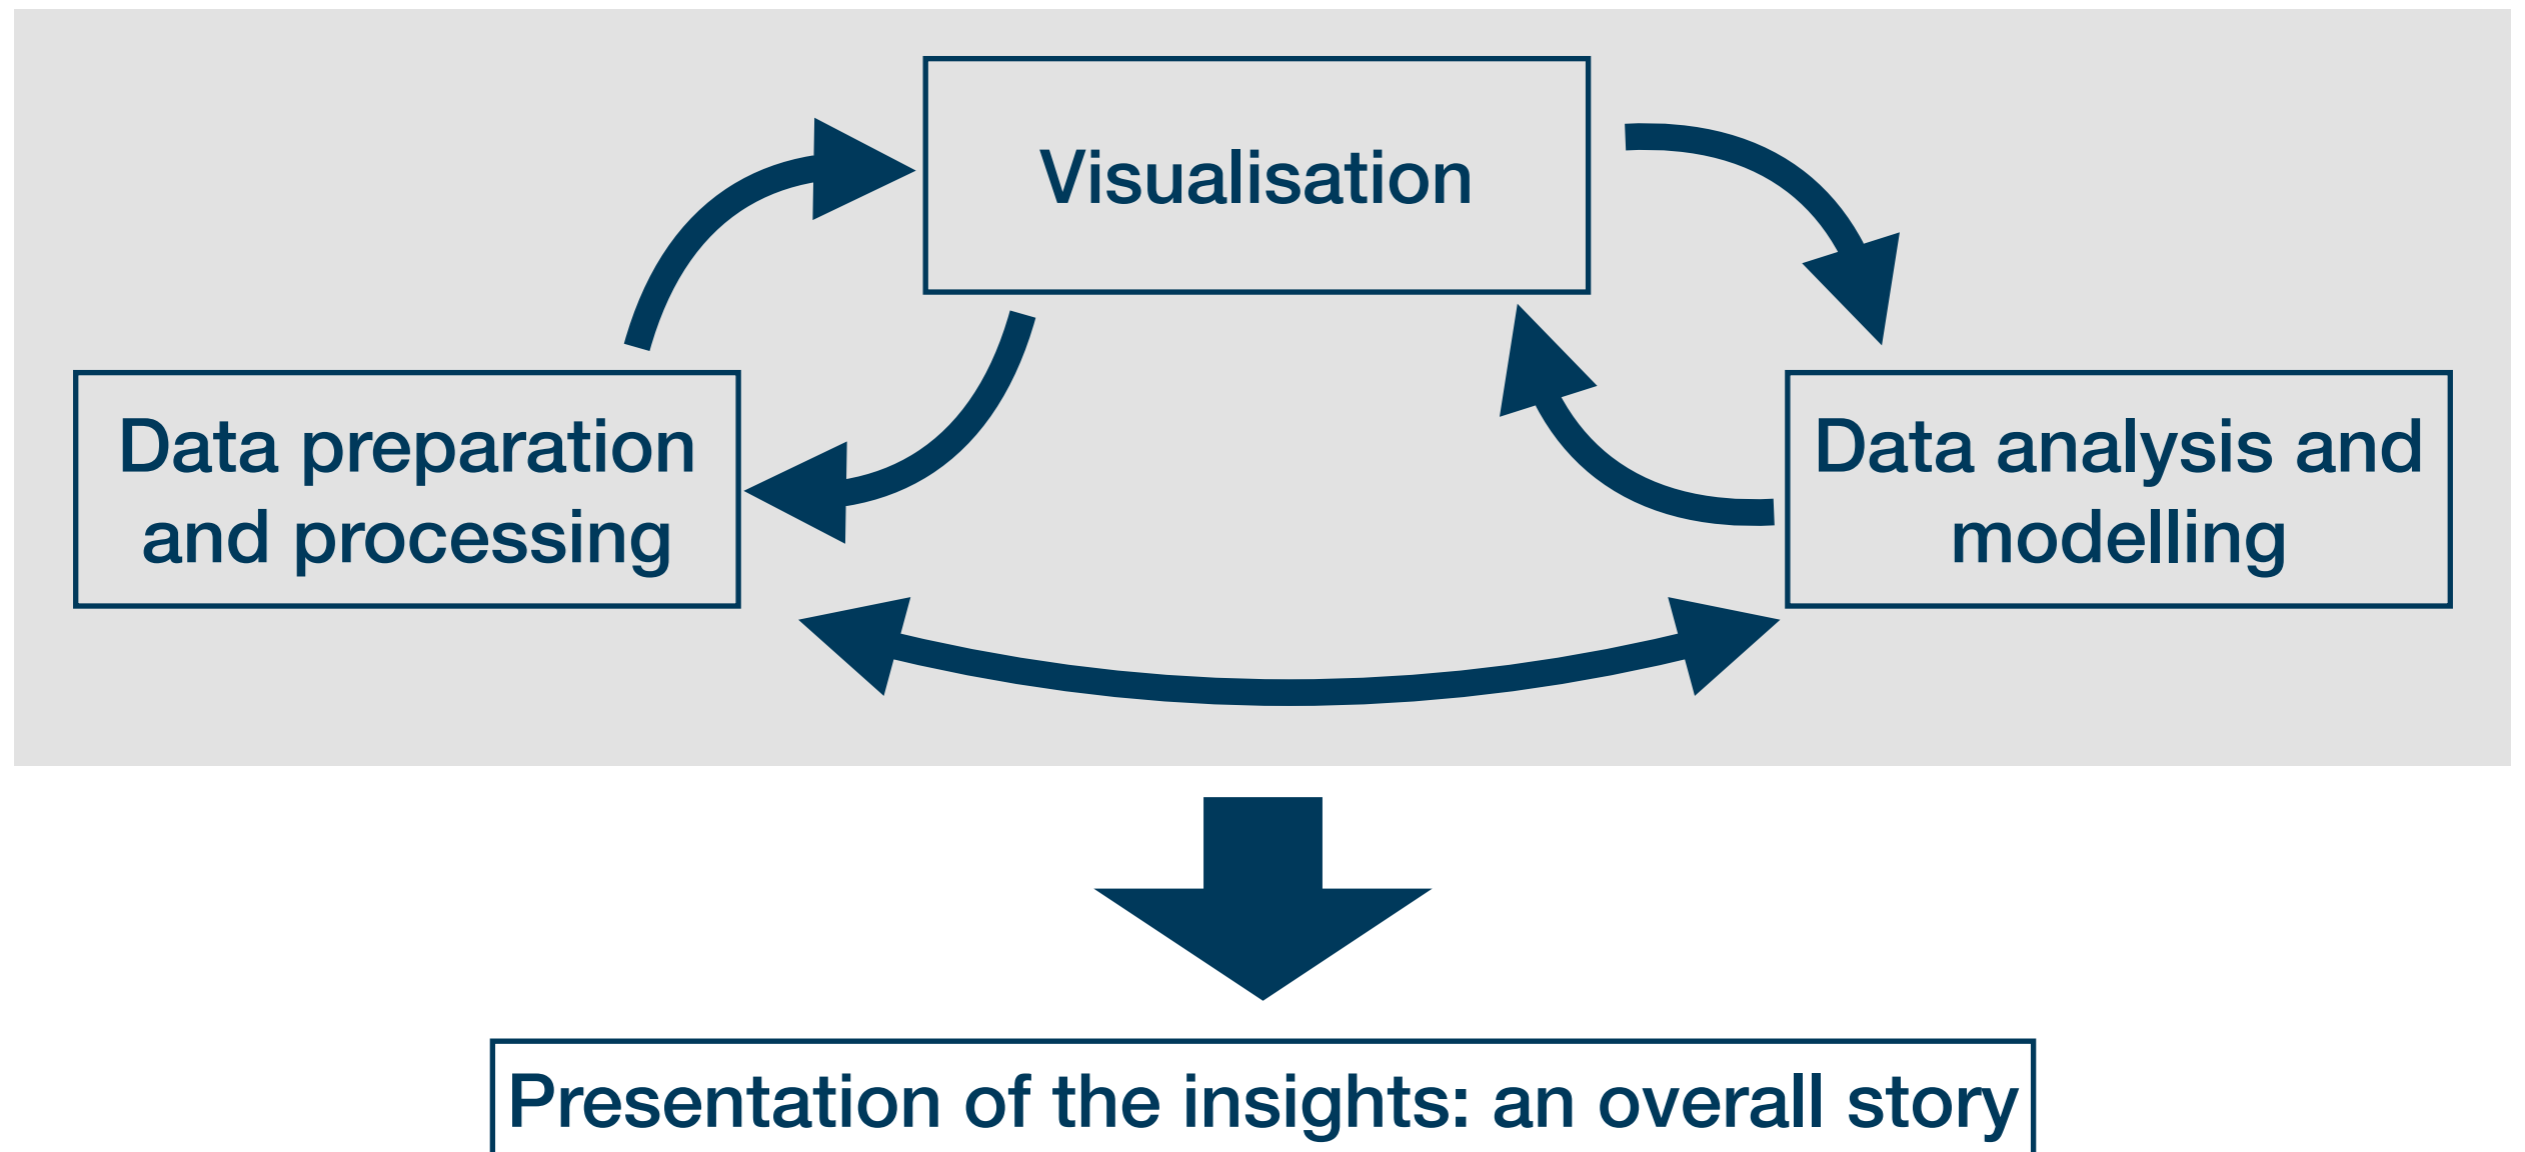 Visualisation
Data preparation
and processing
Data analysis and
modelling
Presentation of the insights: an overall story